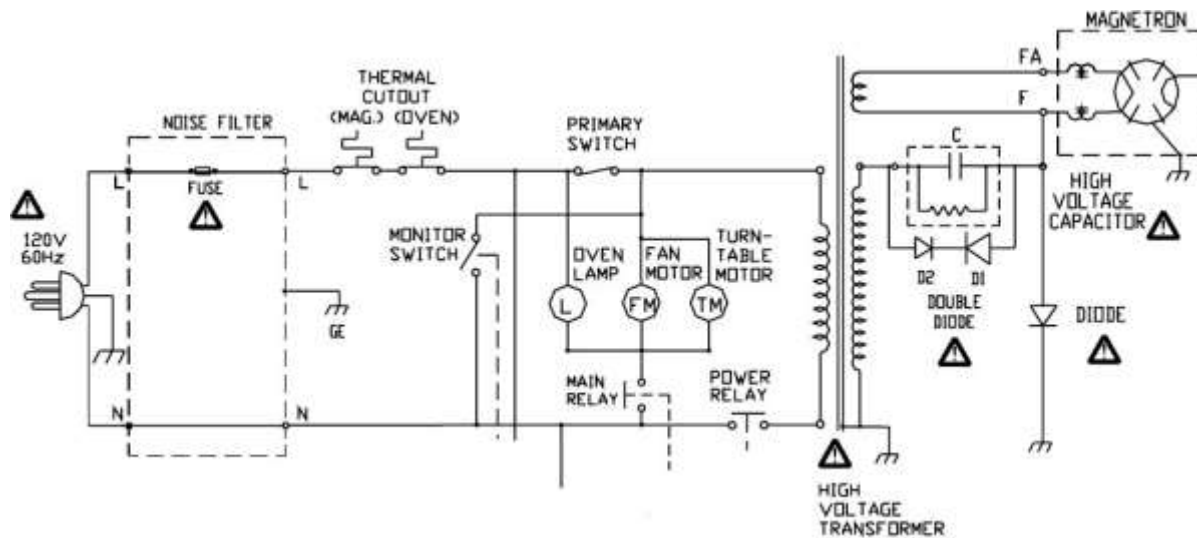 MAGNETRON
FA
F
THERMAL
CUTOUT
(MAG.) (OVEN)
NOISE FILTER
PRIMARY
SWITCH
C
L
FUSE
L
HIGH
VOLTAGE
CAPACITOR
120V
60Hz
MONITOR
SWITCH
OVEN
LAMP
FAN
MOTOR
TURN-
TABLE
MOTOR
D2
D1
DOUBLE
DIODE
DIODE
L
FM
TM
GE
MAIN
RELAY
POWER
RELAY
N
N
HIGH
VOLTAGE
TRANSFORMER